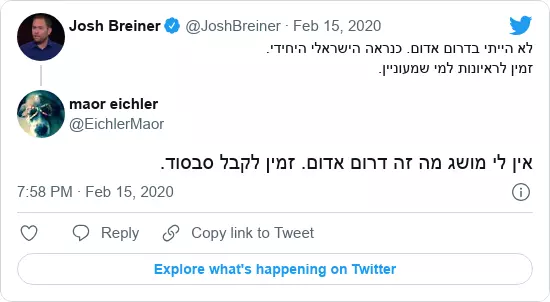 Josh Breiner @JoshBreiner · Feb 15, 2020
לא הייתי בדרום אדום. כנראה הישראלי היחידי.
זמין לראיונות למי שמעוניין.
maor eichler
@EichlerMaor
אין לי מושג מה זה דרום אדום. זמין לקבל סבסוד.
7:58 PM · Feb 15, 2020
Reply Copy link to Tweet
Explore what's happening on Twitter